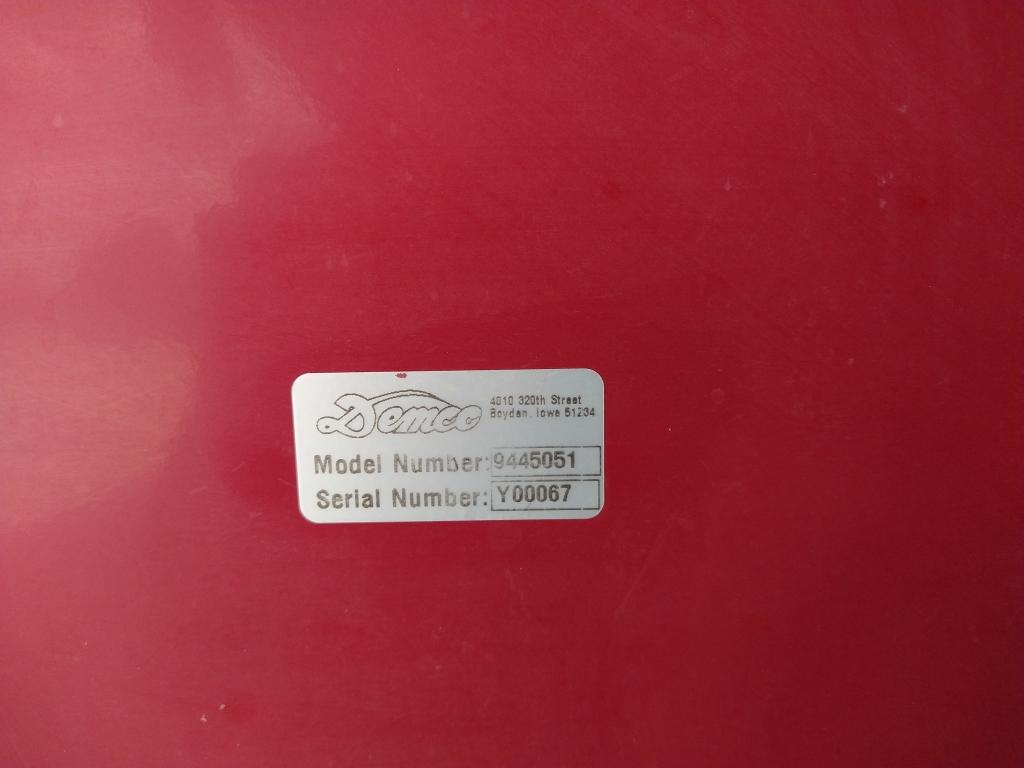 Demco
4010 320th Street
Boyden, Iowa 51234
Model Number: 9445051
Serial Number: Y00067